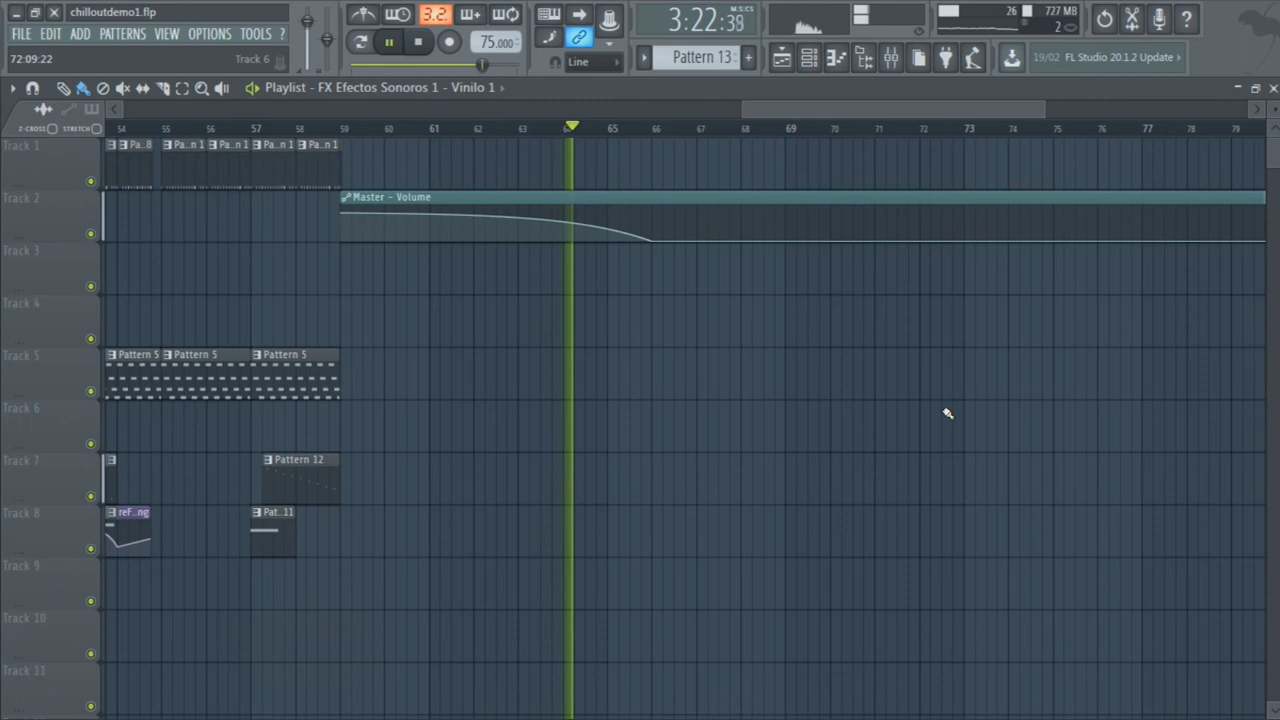 chilloutdemo1.flp
FILE EDIT ADD PATTERNS VIEW OPTIONS TOOLS ?
72:09:22 Track 6
3.2.
75.000
Line
3:22:39
M:S:CS
Pattern 13
26 727 MB
2
19/02 FL Studio 20.1.2 Update
Playlist - FX Efectos Sonoros 1 - Vinilo 1
Z-CROSS STRETCH
54 55 56 57 58 59 60 61 62 63 64 65 66 67 68 69 70 71 72 73 74 75 76 77 78 79
Track 1 Pa..8 Pa..n 1 Pa..n 1 Pa..n 1 Pa..n 1
Track 2 Master - Volume
Track 3
Track 4
Track 5 Pattern 5 Pattern 5 Pattern 5
Track 6
Track 7 Pattern 12
Track 8 reF..ng Pat..11
Track 9
Track 10
Track 11